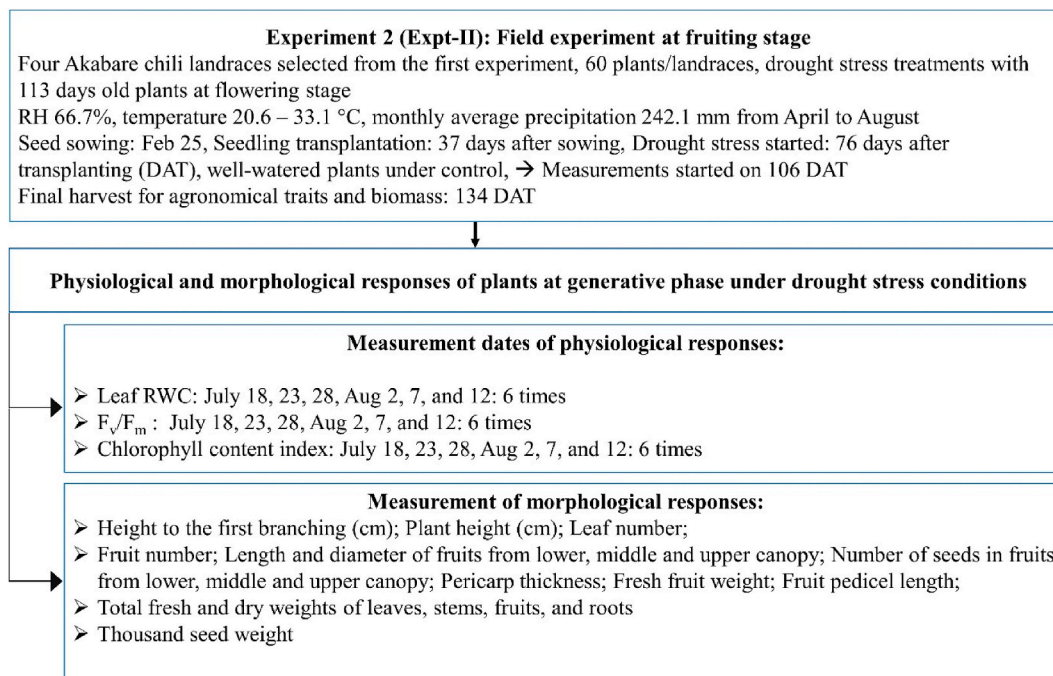 Experiment 2 (Expt-II): Field experiment at fruiting stage
Four Akabare chili landraces selected from the first experiment, 60 plants/landraces, drought stress treatments with
113 days old plants at flowering stage
RH 66.7%, temperature 20.6 – 33.1 °C, monthly average precipitation 242.1 mm from April to August
Seed sowing: Feb 25, Seedling transplantation: 37 days after sowing, Drought stress started: 76 days after
transplanting (DAT), well-watered plants under control, → Measurements started on 106 DAT
Final harvest for agronomical traits and biomass: 134 DAT
Physiological and morphological responses of plants at generative phase under drought stress conditions
Measurement dates of physiological responses:
➢ Leaf RWC: July 18, 23, 28, Aug 2, 7, and 12: 6 times
➢ Fv/Fm : July 18, 23, 28, Aug 2, 7, and 12: 6 times
➢ Chlorophyll content index: July 18, 23, 28, Aug 2, 7, and 12: 6 times
Measurement of morphological responses:
➢ Height to the first branching (cm); Plant height (cm); Leaf number;
➢ Fruit number; Length and diameter of fruits from lower, middle and upper canopy; Number of seeds in fruits
from lower, middle and upper canopy; Pericarp thickness; Fresh fruit weight; Fruit pedicel length;
➢ Total fresh and dry weights of leaves, stems, fruits, and roots
➢ Thousand seed weight